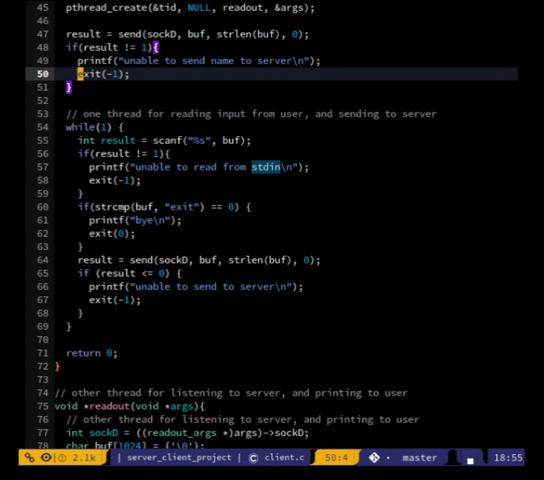 45 pthread_create(&tid, NULL, readout, &args);
46
47 result = send(sockD, buf, strlen(buf), 0);
48 if(result != 1){
49 printf("unable to send name to server\n");
50 exit(-1);
51 }
52
53 // one thread for reading input from user, and sending to server
54 while(1) {
55 int result = scanf("%s", buf);
56 if(result != 1){
57 printf("unable to read from stdin\n");
58 exit(-1);
59 }
60 if(strcmp(buf, "exit") == 0) {
61 printf("bye\n");
62 exit(0);
63 }
64 result = send(sockD, buf, strlen(buf), 0);
65 if (result <= 0) {
66 printf("unable to send to server\n");
67 exit(-1);
68 }
69 }
70
71 return 0;
72 }
73
74 // other thread for listening to server, and printing to user
75 void *readout(void *args){
76 // other thread for listening to server, and printing to user
77 int sockD = ((readout_args *)args)->sockD;
78 char buf[1024] = {'\0'};
2.1k | server_client_project | client.c 50:4 master 18:55